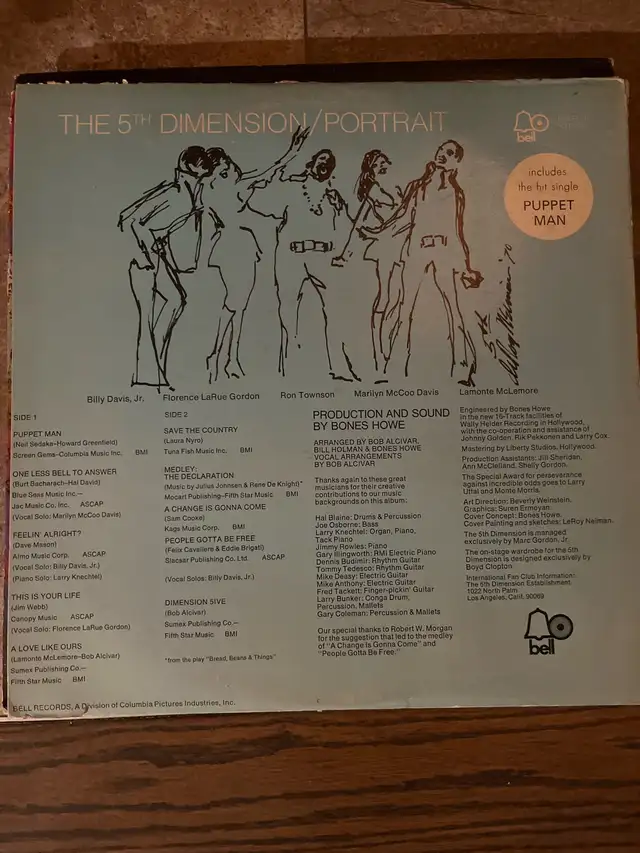 THE 5TH DIMENSION/PORTRAIT
bell
includes
the hit single
PUPPET
MAN
5th
LeRoy Neiman '70
Billy Davis, Jr.
Florence LaRue Gordon
Ron Townson
Marilyn McCoo Davis
Lamonte McLemore
SIDE 1
PUPPET MAN
(Neil Sedaka–Howard Greenfield)
Screen Gems-Columbia Music Inc. BMI
ONE LESS BELL TO ANSWER
(Burt Bacharach-Hal David)
Blue Seas Music Inc.—
Jac Music Co., Inc. ASCAP
(Vocal Solo: Marilyn McCoo Davis)
FEELIN' ALRIGHT?
(Dave Mason)
Almo Music Corp. ASCAP
(Vocal Solo: Billy Davis, Jr.)
(Piano Solo: Larry Knechtel)
THIS IS YOUR LIFE
(Jim Webb)
Canopy Music ASCAP
(Vocal Solo: Florence LaRue Gordon)
A LOVE LIKE OURS
(Lamonte McLemore–Bob Alcivar)
Sumex Publishing Co.—
Fifth Star Music BMI
SIDE 2
SAVE THE COUNTRY
(Laura Nyro)
Tuna Fish Music Inc. BMI
MEDLEY:
THE DECLARATION
(Music by Julius Johnsen & Rene De Knight)*
Mocart Publishing–Fifth Star Music BMI
A CHANGE IS GONNA COME
(Sam Cooke)
Kags Music Corp. BMI
PEOPLE GOTTA BE FREE
(Felix Cavaliere & Eddie Brigati)
Slacsar Publishing Co. Ltd. ASCAP
(Vocal Solos: Billy Davis, Jr.)
DIMENSION 5IVE
(Bob Alcivar)
Sumex Publishing Co.—
Fifth Star Music BMI
*from the play "Bread, Beans & Things"
PRODUCTION AND SOUND
BY BONES HOWE
ARRANGED BY BOB ALCIVAR,
BILL HOLMAN & BONES HOWE
VOCAL ARRANGEMENTS
BY BOB ALCIVAR
Thanks again to these great
musicians for their creative
contributions to our music
backgrounds on this album:
Hal Blaine: Drums & Percussion
Joe Osborne: Bass
Larry Knechtel: Organ, Piano,
Tack Piano
Jimmy Rowles: Piano
Gary Illingworth: RMI Electric Piano
Dennis Budimir: Rhythm Guitar
Tommy Tedesco: Rhythm Guitar
Mike Deasy: Electric Guitar
Mike Anthony: Electric Guitar
Fred Tackett: Finger-pickin' Guitar
Larry Bunker: Conga Drum,
Percussion, Mallets
Gary Coleman: Percussion & Mallets
Our special thanks to Robert W. Morgan
for the suggestion that led to the medley
of "A Change Is Gonna Come" and
"People Gotta Be Free."
Engineered by Bones Howe
in the new 16-Track facilities of
Wally Heider Recording in Hollywood,
with the co-operation and assistance of
Johnny Golden, Rik Pekkonen and Larry Cox.
Mastering by Liberty Studios, Hollywood.
Production Assistants: Jill Sheridan,
Ann McClelland, Shelly Gordon.
The Special Award for perseverance
against incredible odds goes to Larry
Uttal and Monte Morris.
Art Direction: Beverly Weinstein.
Graphics: Suren Ermoyan.
Cover Concept: Bones Howe.
Cover Painting and sketches: LeRoy Neiman.
The 5th Dimension is managed
exclusively by Marc Gordon, Jr.
The on-stage wardrobe for the 5th
Dimension is designed exclusively by
Boyd Clopton
International Fan Club Information:
The 5th Dimension Establishment
1022 North Palm
Los Angeles, Calif. 90069
bell
BELL RECORDS, A Division of Columbia Pictures Industries, Inc.